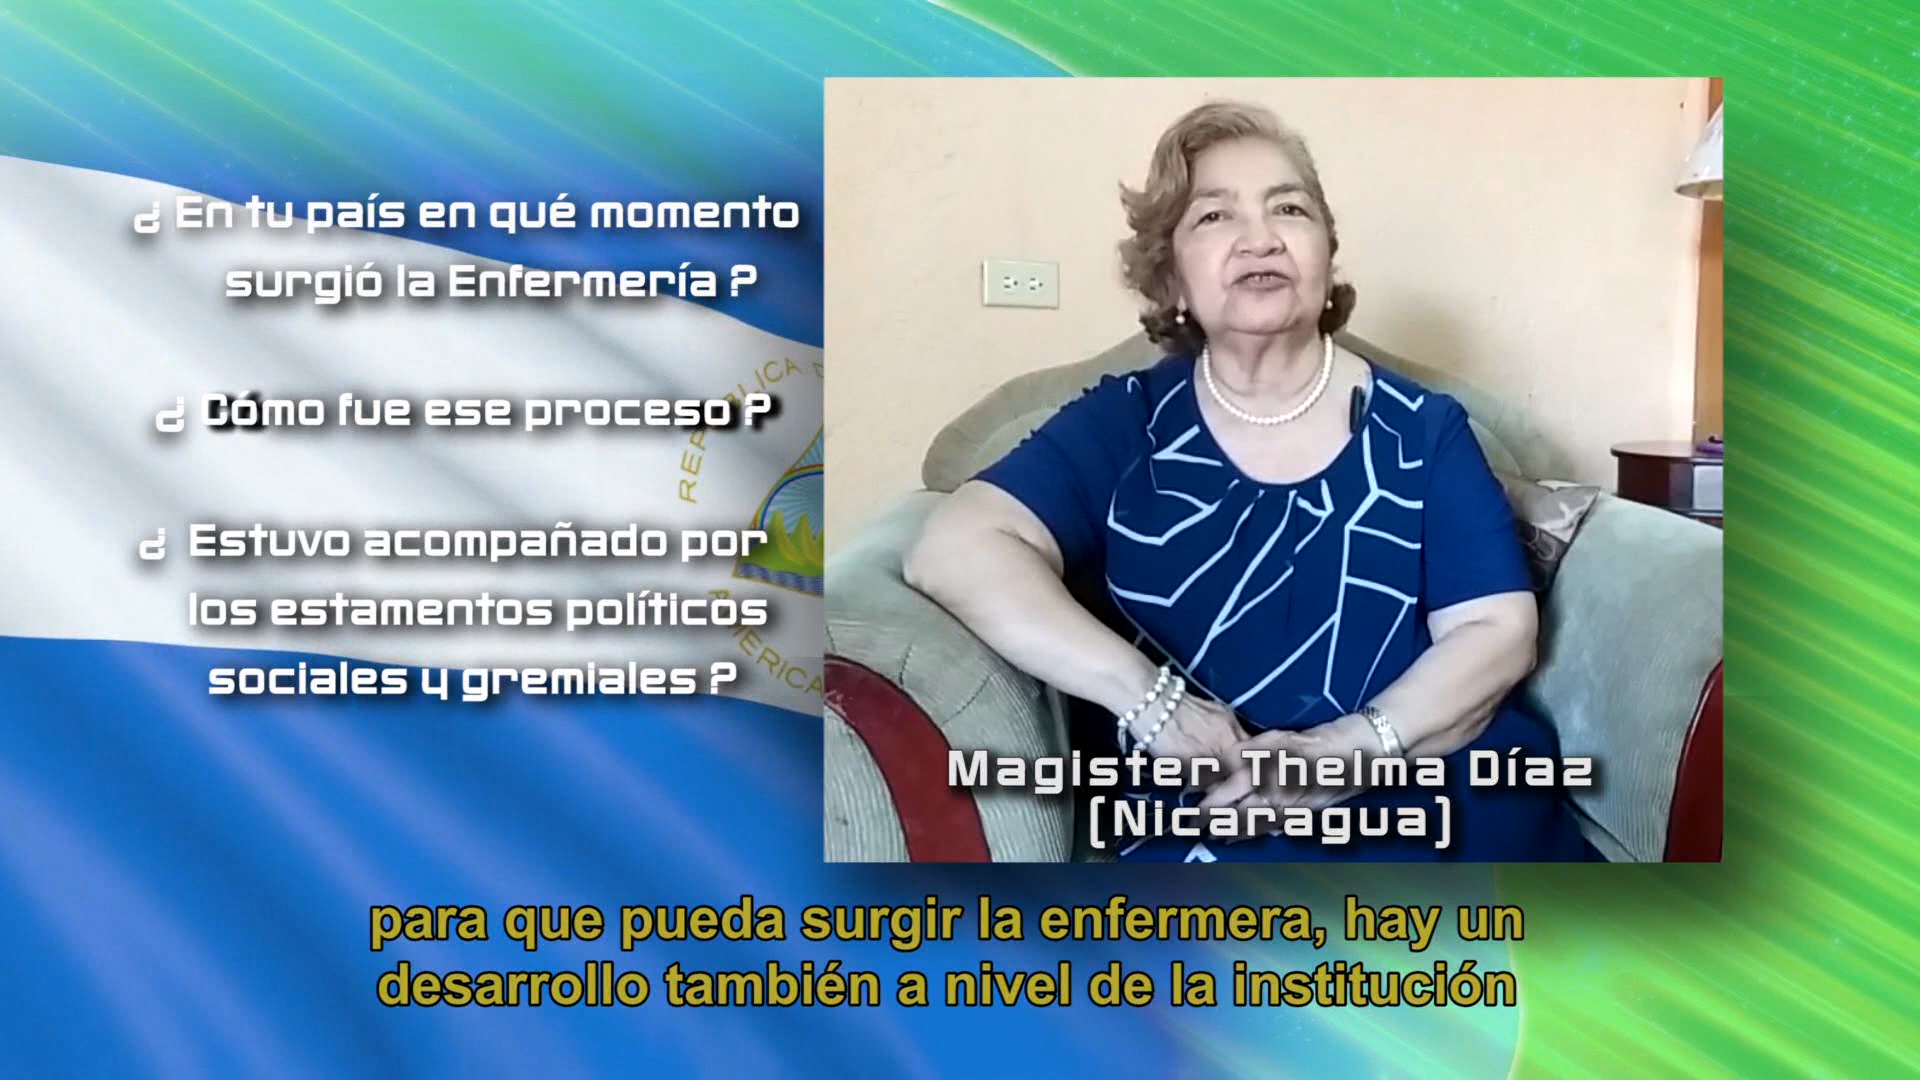 ¿ En tu país en qué momento
surgió la Enfermería ?
¿ Cómo fue ese proceso ?
¿ Estuvo acompañado por
los estamentos políticos
sociales y gremiales ?
REPÚBLICA D
AMERICA
Magister Thelma Díaz
(Nicaragua)
para que pueda surgir la enfermera, hay un
desarrollo también a nivel de la institución